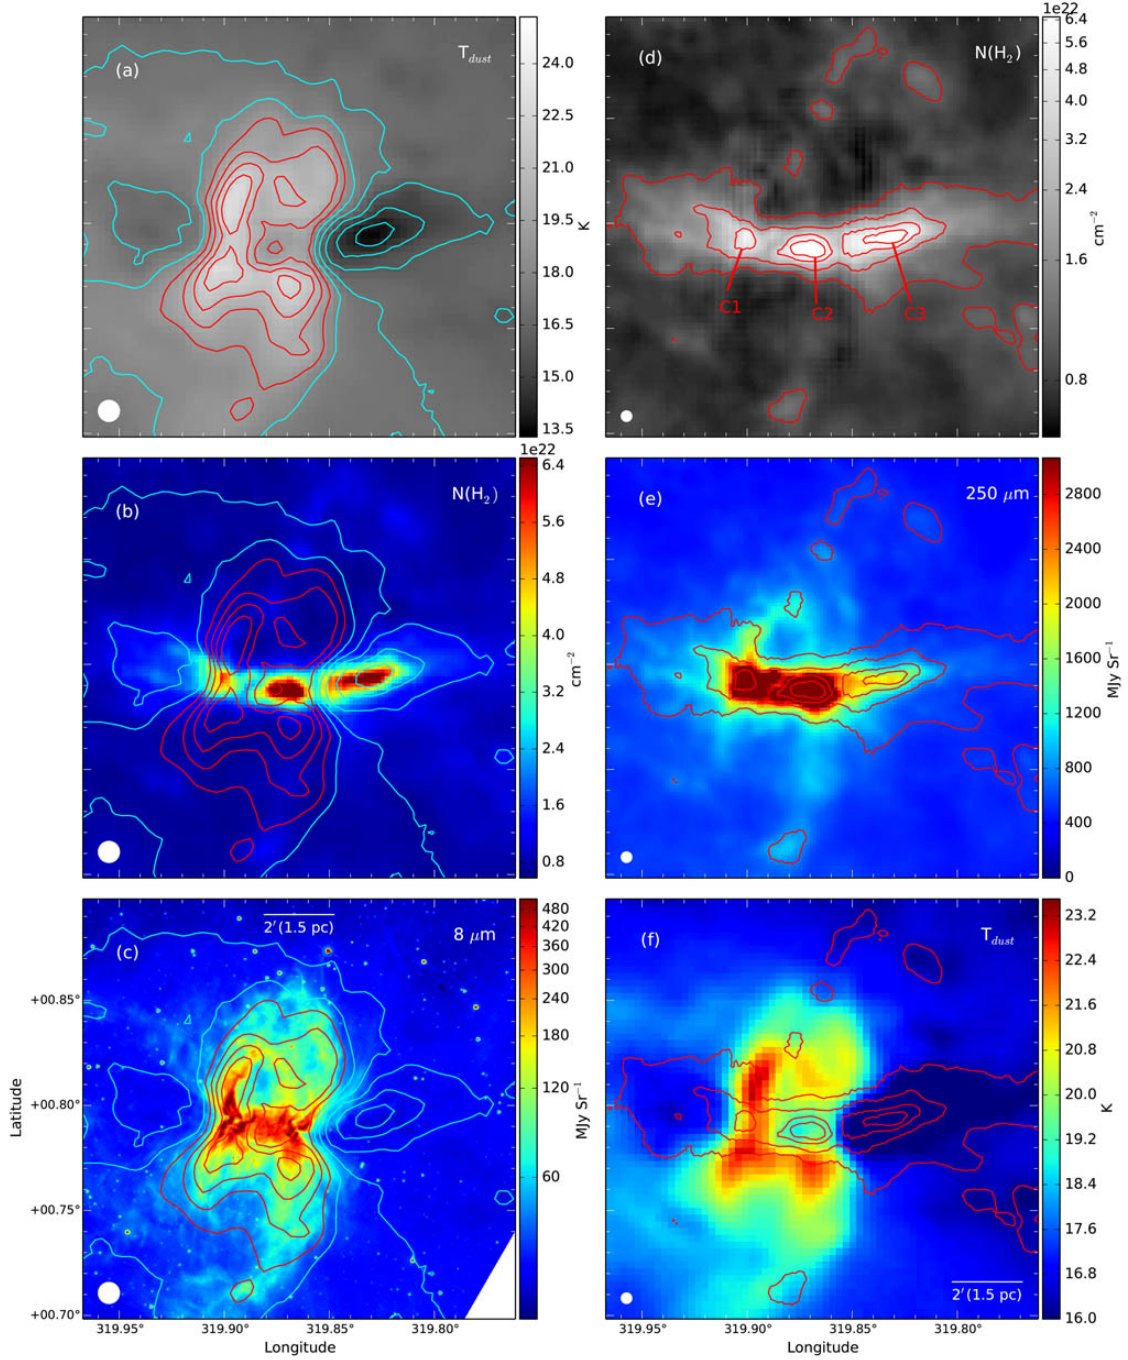 (a)
T dust
24.0
22.5
21.0
19.5
18.0
16.5
15.0
13.5
K
1e22
(d)
N(H₂)
6.4
5.6
4.8
4.0
3.2
2.4
1.6
0.8
cm⁻²
C1
C2
C3
1e22
(b)
N(H₂)
6.4
5.6
4.8
4.0
3.2
2.4
1.6
0.8
cm⁻²
(e)
250 μm
2800
2400
2000
1600
1200
800
400
0
MJy Sr⁻¹
(c)
2′(1.5 pc)
8 μm
480
420
360
300
240
180
120
60
MJy Sr⁻¹
+00.85°
+00.80°
+00.75°
+00.70°
Latitude
319.95°
319.90°
319.85°
319.80°
Longitude
(f)
T dust
23.2
22.4
21.6
20.8
20.0
19.2
18.4
17.6
16.8
16.0
K
2′(1.5 pc)
319.95°
319.90°
319.85°
319.80°
Longitude